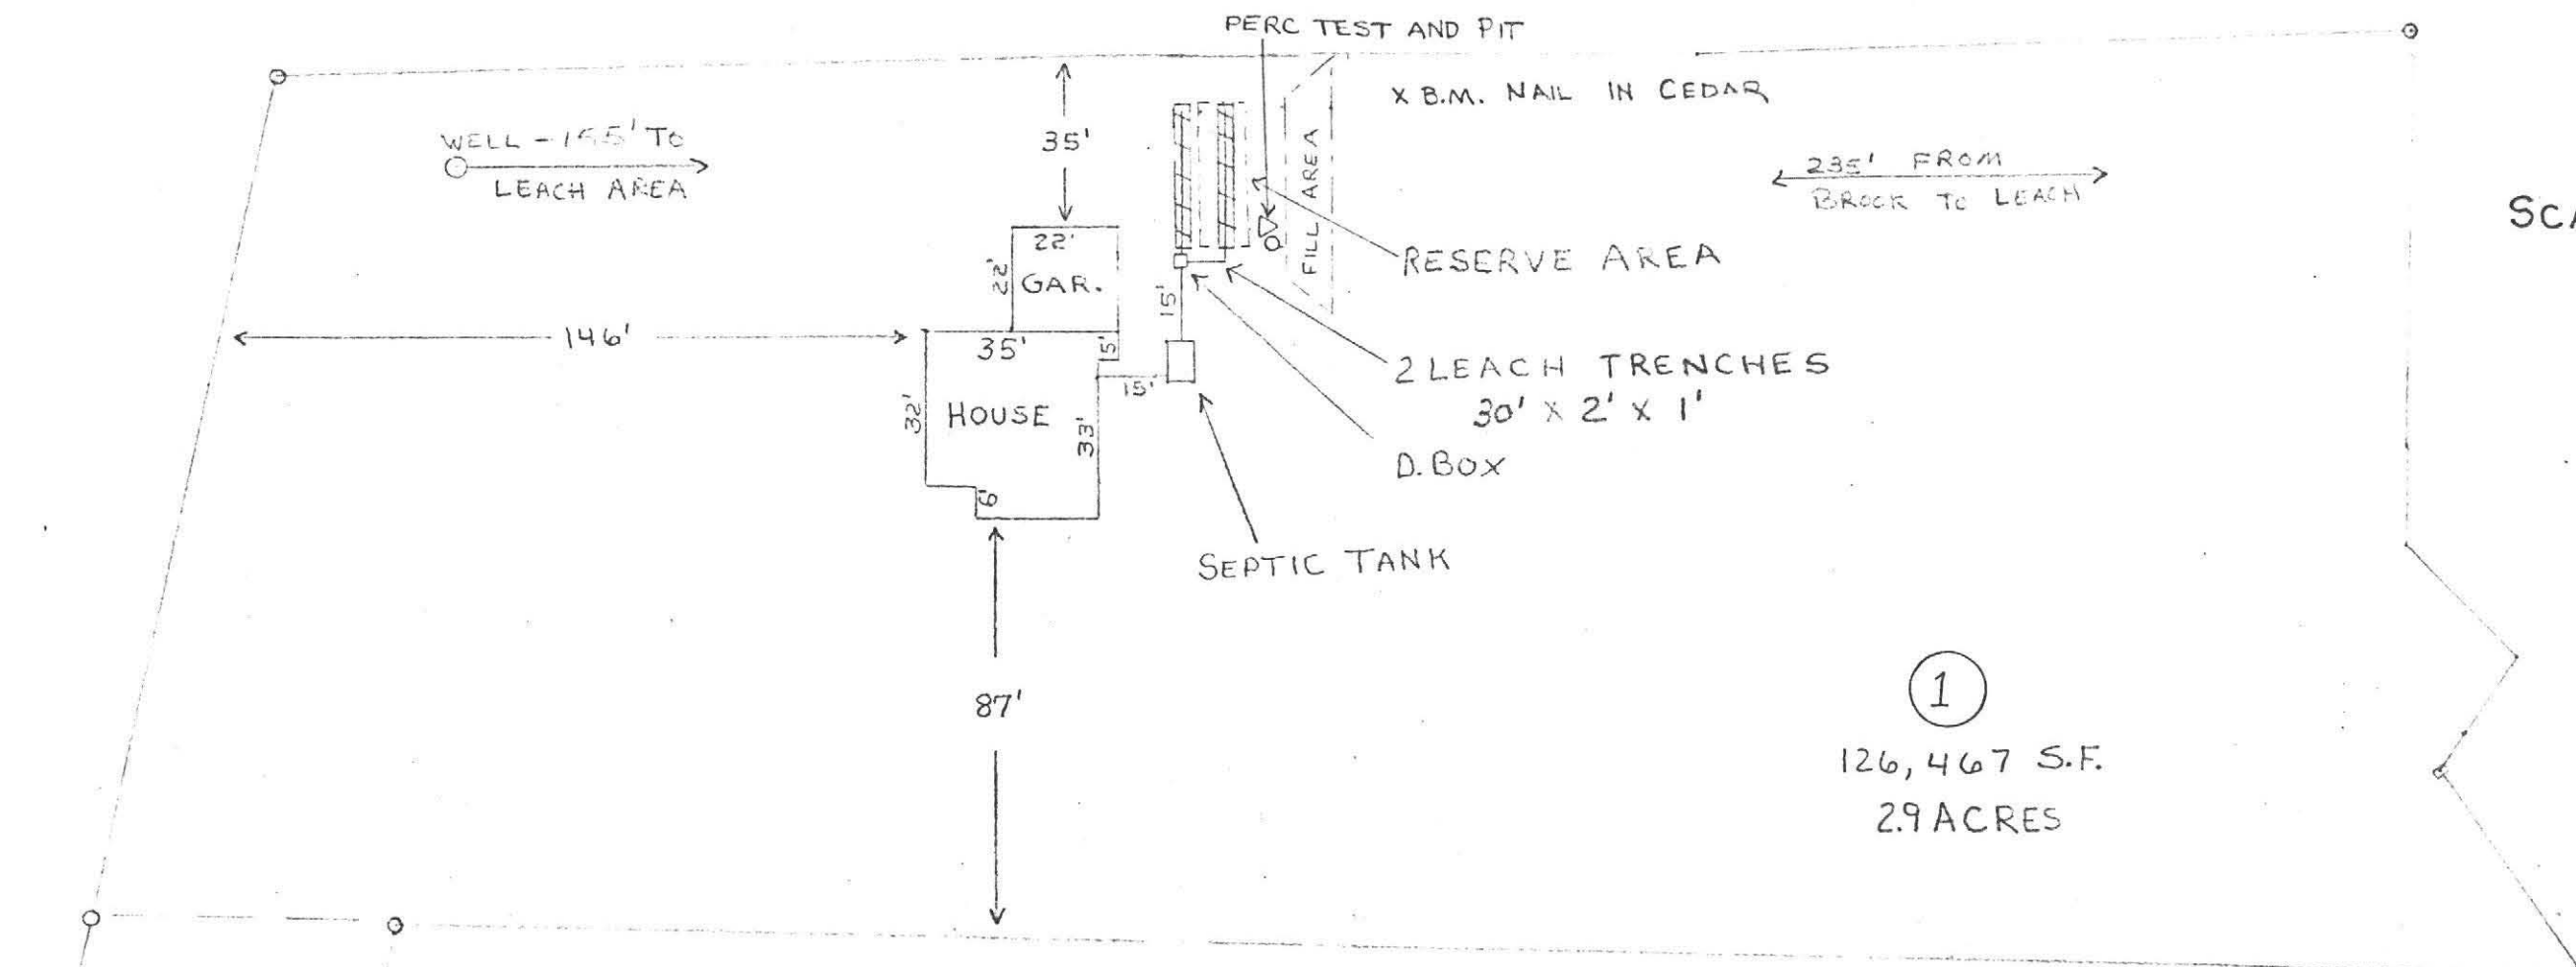 PERC TEST AND PIT
X B.M. NAIL IN CEDAR
WELL - 155' TO
LEACH AREA
35'
FILL AREA
235' FROM
BROOK TO LEACH
RESERVE AREA
22'
22'
GAR.
15'
146'
35'
5'
15'
2 LEACH TRENCHES
30' X 2' X 1'
32'
HOUSE
33'
D. BOX
6'
SEPTIC TANK
87'
1
126,467 S.F.
2.9 ACRES